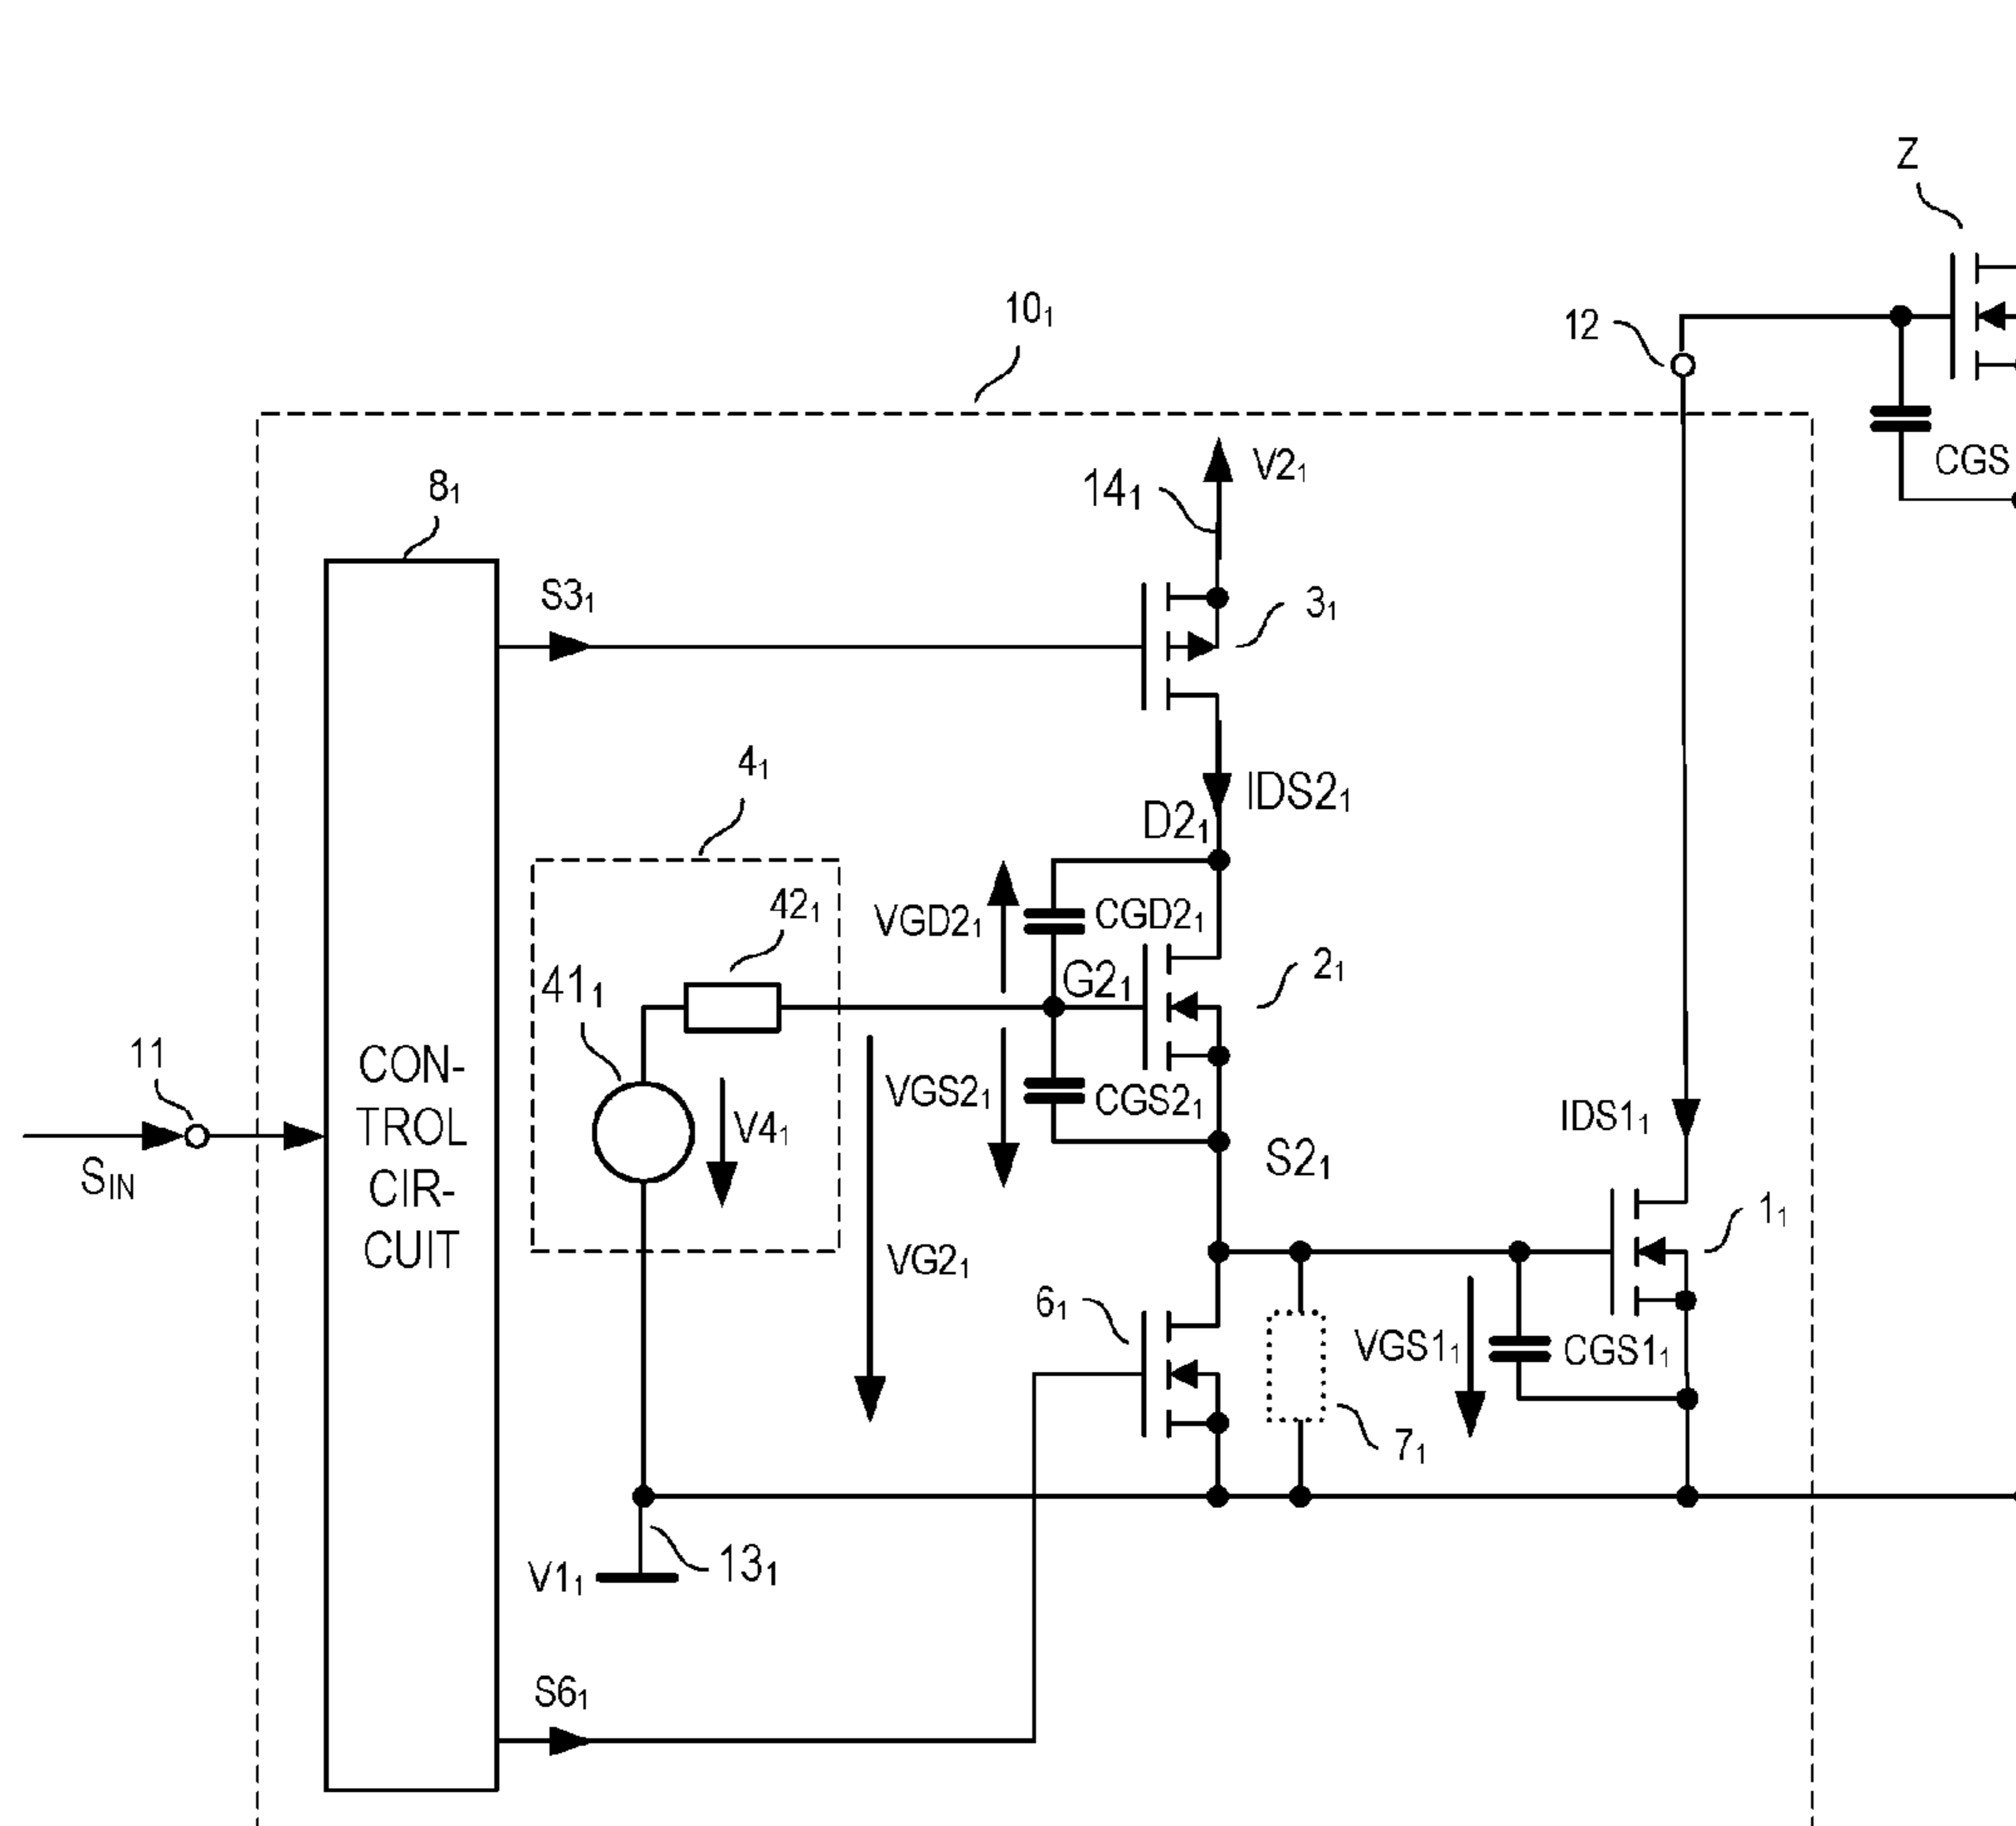 Z
10₁
12
CGS
V2₁
14₁
8₁
S3₁
3₁
4₁
IDS2₁
D2₁
42₁
VGD2₁
CGD2₁
G2₁
2₁
41₁
11
CON-
TROL
CIR-
CUIT
V4₁
VGS2₁
CGS2₁
IDS1₁
S2₁
S_IN
1₁
VG2₁
6₁
VGS1₁
CGS1₁
7₁
V1₁
13₁
S6₁